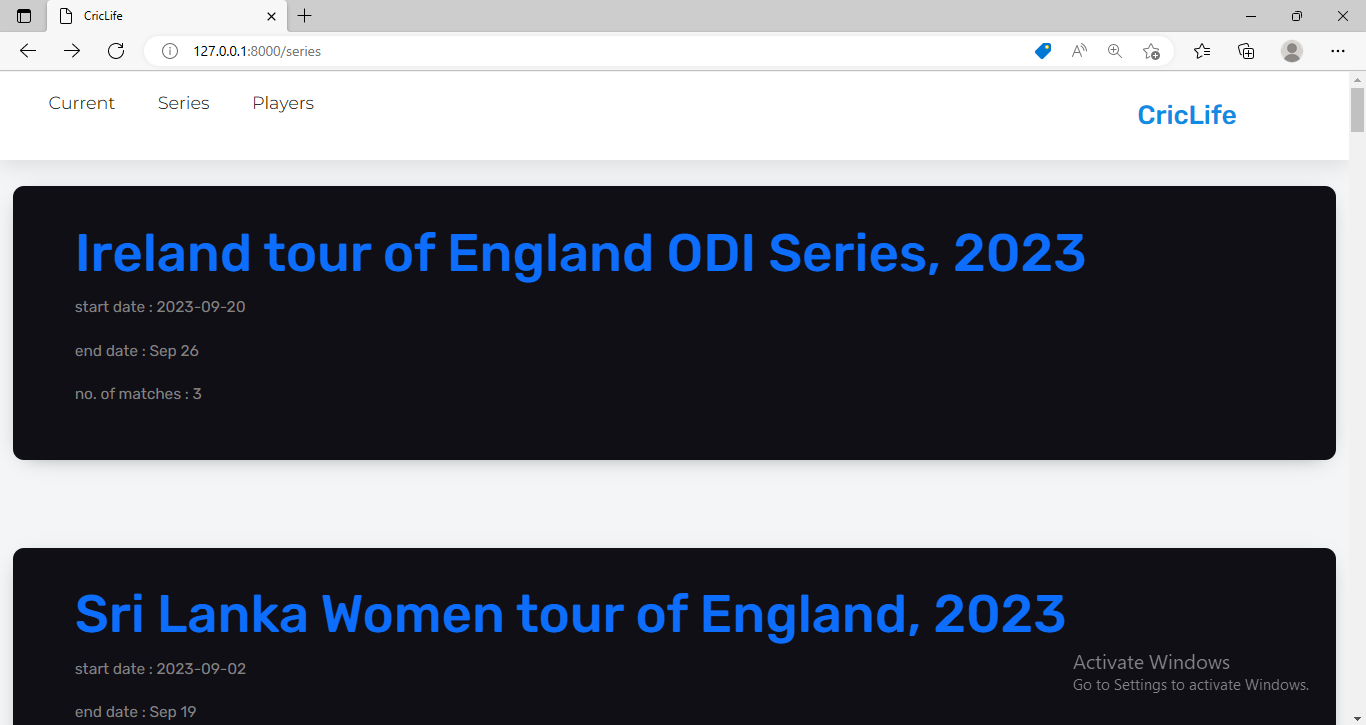 CricLife
127.0.0.1:8000/series
Current Series Players
CricLife
Ireland tour of England ODI Series, 2023
start date : 2023-09-20
end date : Sep 26
no. of matches : 3
Sri Lanka Women tour of England, 2023
start date : 2023-09-02
end date : Sep 19
Activate Windows
Go to Settings to activate Windows.